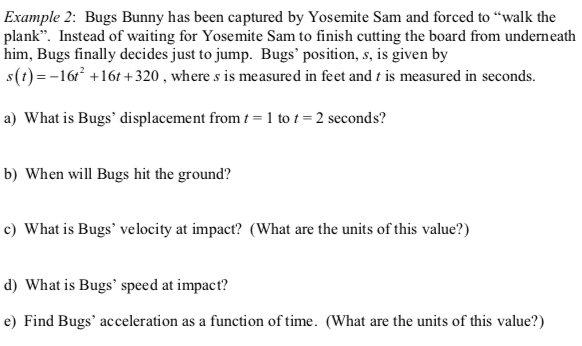 Example 2: Bugs Bunny has been captured by Yosemite Sam and forced to “walk the
plank”. Instead of waiting for Yosemite Sam to finish cutting the board from underneath
him, Bugs finally decides just to jump. Bugs’ position, s, is given by
s(t) = −16t² +16t+320 , where s is measured in feet and t is measured in seconds.
a) What is Bugs’ displacement from t = 1 to t = 2 seconds?
b) When will Bugs hit the ground?
c) What is Bugs’ velocity at impact? (What are the units of this value?)
d) What is Bugs’ speed at impact?
e) Find Bugs’ acceleration as a function of time. (What are the units of this value?)